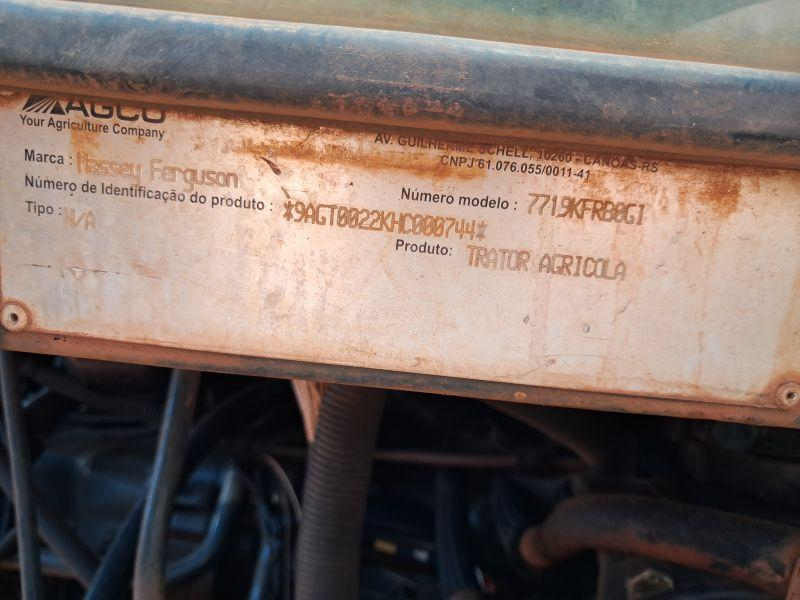 AGCO
Your Agriculture Company
AV. GUILHERME SCHELL, 10260 - CANOAS-RS
CNPJ 61.076.055/0011-41
Marca : Massey Ferguson
Número modelo : 7719KFRB0GI
Número de Identificação do produto : *9AGT0022KHC000744*
Tipo : N/A
Produto: TRATOR AGRICOLA